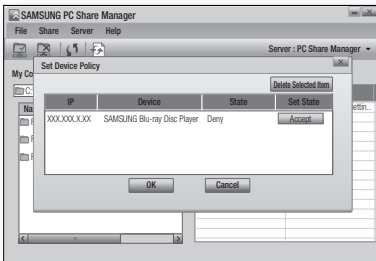 SAMSUNG PC Share Manager
File Share Server Help
Server : PC Share Manager
Set Device Policy
My Co
Delete Selected Item
C:
IP Device State Set State
Na
XXX.XXX.X.XX SAMSUNG Blu-ray Disc Player Deny Accept
F
F
F
OK Cancel